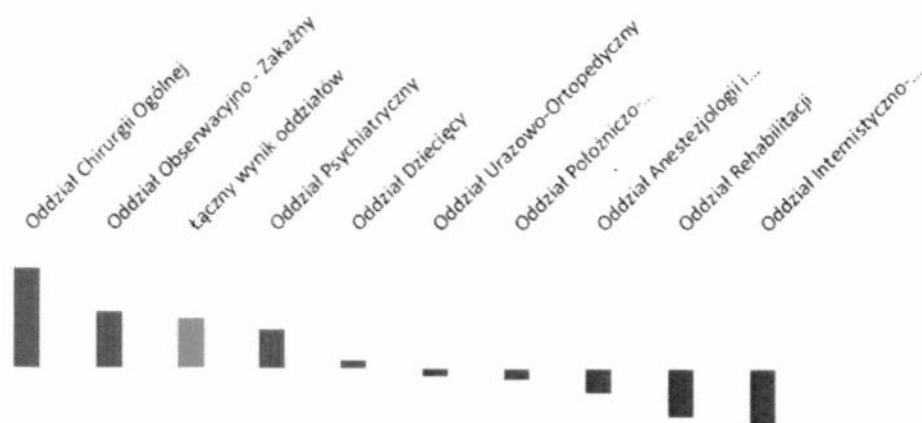 Oddział Chirurgii Ogólnej
Oddział Obserwacyjno - Zakaźny
Łączny wynik oddziałów
Oddział Psychiatryczny
Oddział Dziecięcy
Oddział Urazowo-Ortopedyczny
Oddział Położniczo-...
Oddział Anestezjologii i...
Oddział Rehabilitacji
Oddział Internistyczno-...